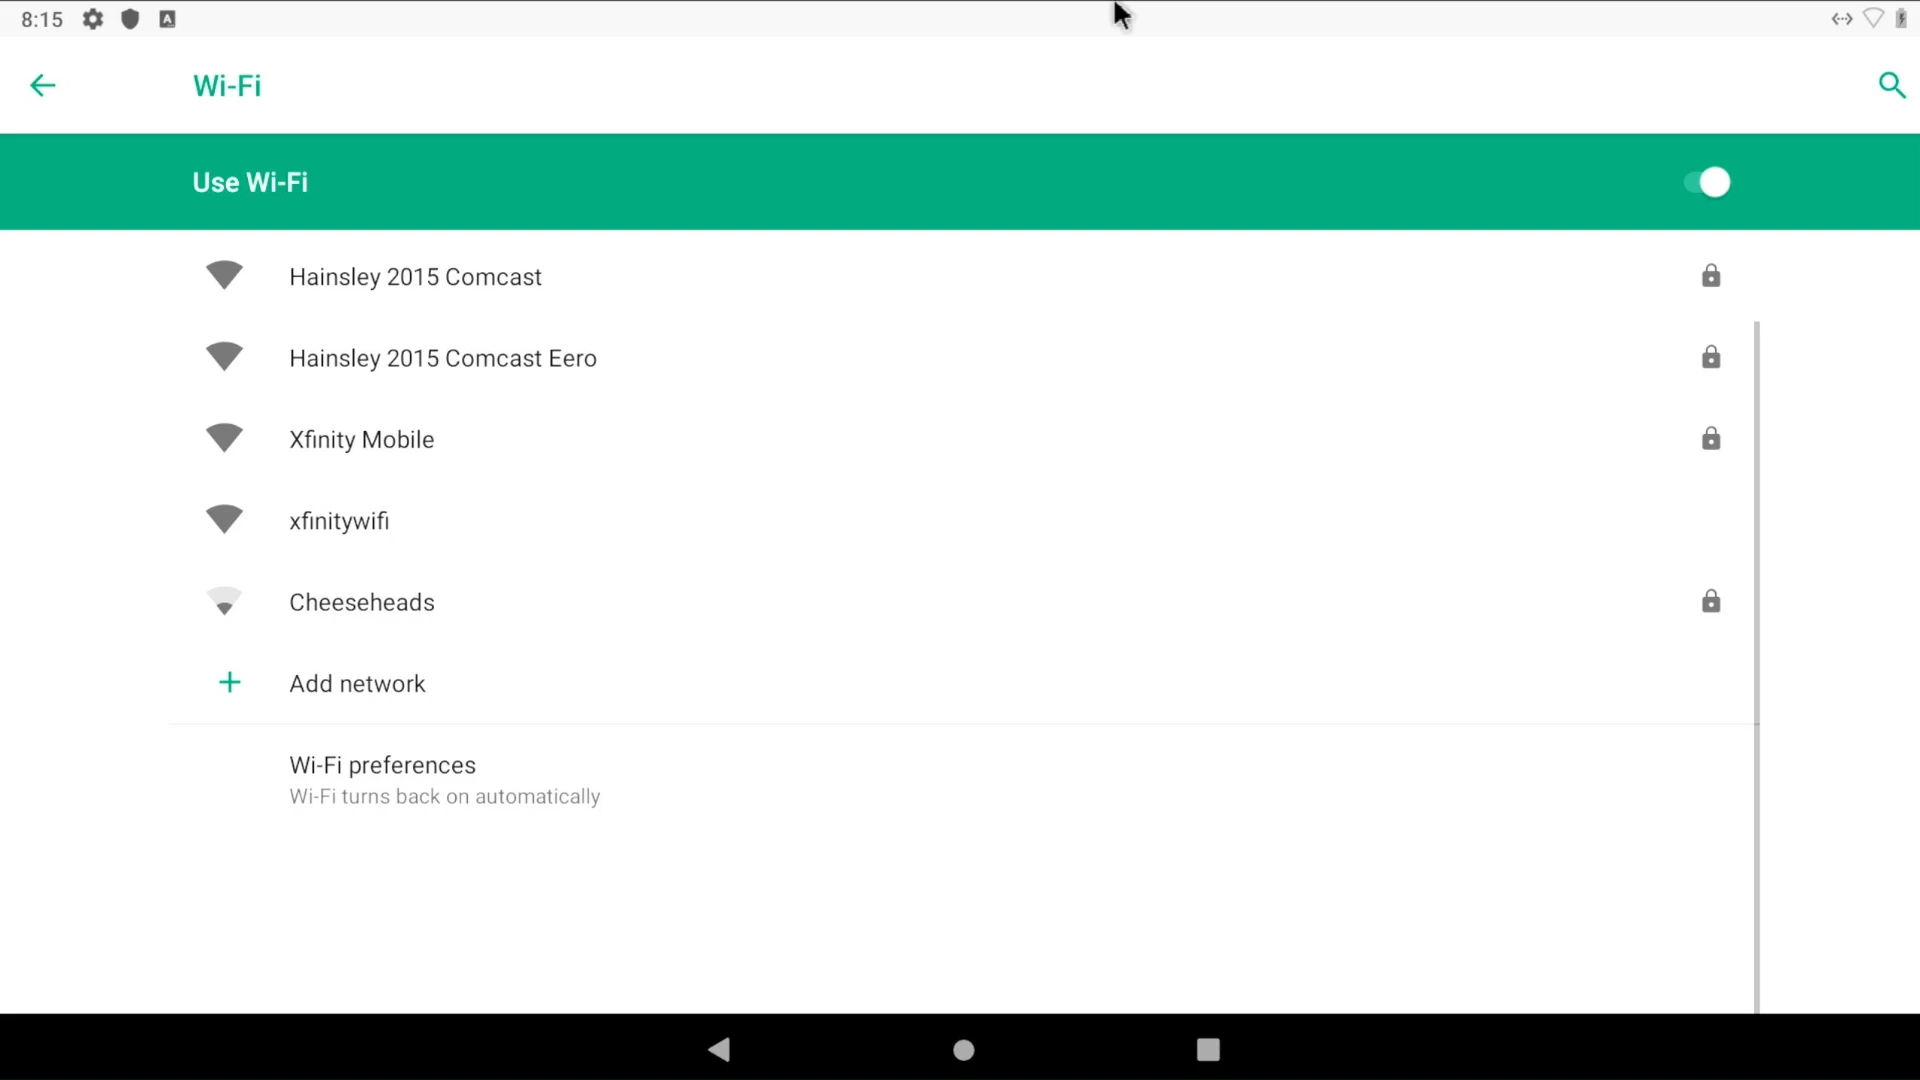 8:15
Wi-Fi
Use Wi-Fi
Hainsley 2015 Comcast
Hainsley 2015 Comcast Eero
Xfinity Mobile
xfinitywifi
Cheeseheads
Add network
Wi-Fi preferences
Wi-Fi turns back on automatically